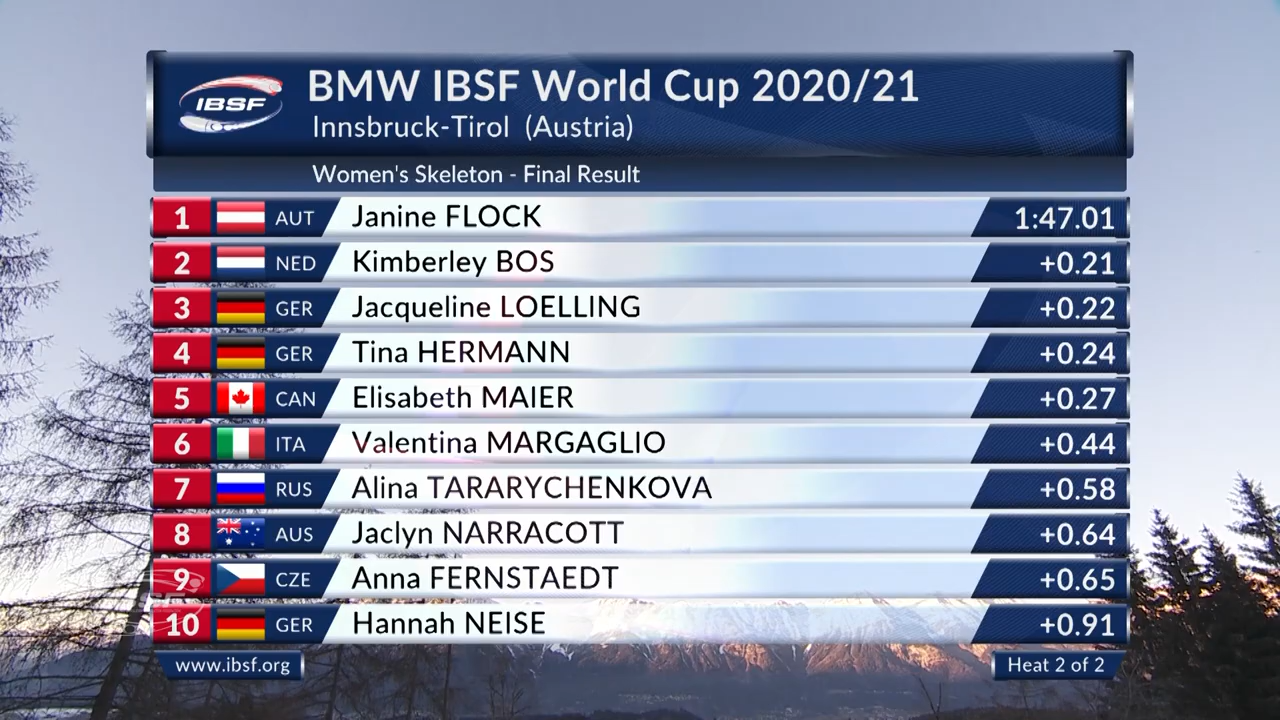 IBSF
BMW IBSF World Cup 2020/21
Innsbruck-Tirol (Austria)
Women's Skeleton - Final Result
1 AUT Janine FLOCK 1:47.01
2 NED Kimberley BOS +0.21
3 GER Jacqueline LOELLING +0.22
4 GER Tina HERMANN +0.24
5 CAN Elisabeth MAIER +0.27
6 ITA Valentina MARGAGLIO +0.44
7 RUS Alina TARARYCHENKOVA +0.58
8 AUS Jaclyn NARRACOTT +0.64
9 CZE Anna FERNSTAEDT +0.65
10 GER Hannah NEISE +0.91
www.ibsf.org Heat 2 of 2